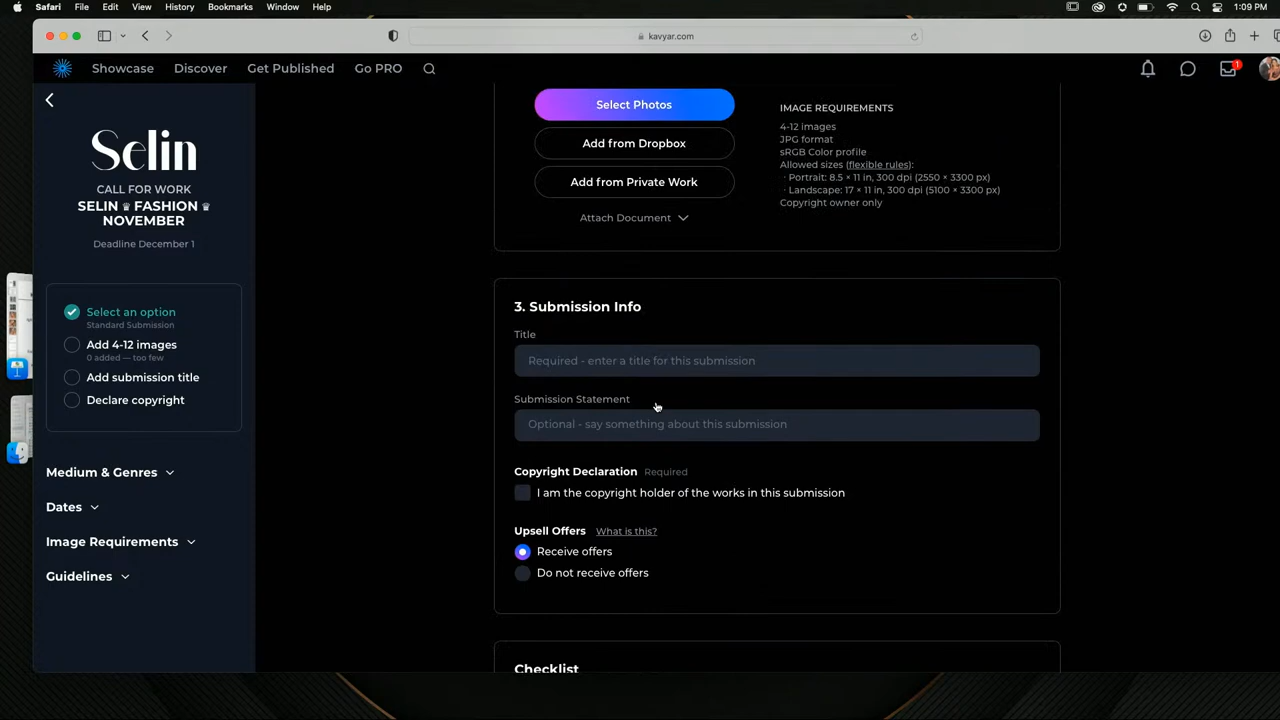 Safari File Edit View History Bookmarks Window Help
1:09 PM
kavyar.com
Showcase Discover Get Published Go PRO
1
Selin
CALL FOR WORK
SELIN ♛ FASHION ♛
NOVEMBER
Deadline December 1
Select an option
Standard Submission
Add 4-12 images
0 added — too few
Add submission title
Declare copyright
Medium & Genres
Dates
Image Requirements
Guidelines
Select Photos
Add from Dropbox
Add from Private Work
Attach Document
IMAGE REQUIREMENTS
4-12 images
JPG format
sRGB Color profile
Allowed sizes (flexible rules):
· Portrait: 8.5 × 11 in, 300 dpi (2550 × 3300 px)
· Landscape: 17 × 11 in, 300 dpi (5100 × 3300 px)
Copyright owner only
3. Submission Info
Title
Required - enter a title for this submission
Submission Statement
Optional - say something about this submission
Copyright Declaration Required
I am the copyright holder of the works in this submission
Upsell Offers What is this?
Receive offers
Do not receive offers
Checklist